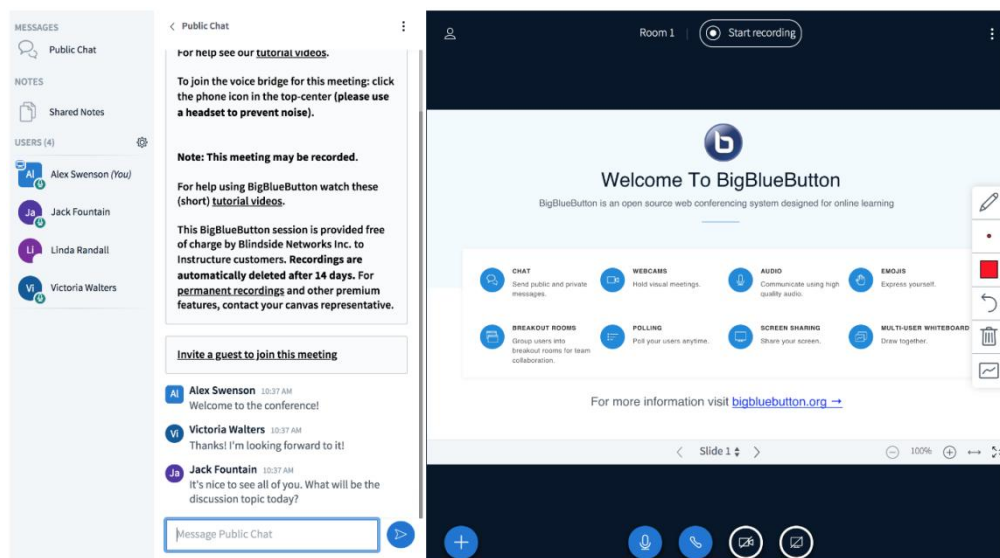 MESSAGES
Public Chat
NOTES
Shared Notes
USERS (4)
Al Alex Swenson (You)
Ja Jack Fountain
Li Linda Randall
Vi Victoria Walters
Public Chat
For help see our tutorial videos.
To join the voice bridge for this meeting: click
the phone icon in the top-center (please use
a headset to prevent noise).
Note: This meeting may be recorded.
For help using BigBlueButton watch these
(short) tutorial videos.
This BigBlueButton session is provided free
of charge by Blindside Networks Inc. to
Instructure customers. Recordings are
automatically deleted after 14 days. For
permanent recordings and other premium
features, contact your canvas representative.
Invite a guest to join this meeting
Al Alex Swenson 10:37 AM
Welcome to the conference!
Vi Victoria Walters 10:37 AM
Thanks! I'm looking forward to it!
Ja Jack Fountain 10:37 AM
It's nice to see all of you. What will be the
discussion topic today?
Message Public Chat
Room 1 Start recording
b
Welcome To BigBlueButton
BigBlueButton is an open source web conferencing system designed for online learning
CHAT
Send public and private
messages.
WEBCAMS
Hold visual meetings.
AUDIO
Communicate using high
quality audio.
EMOJIS
Express yourself.
BREAKOUT ROOMS
Group users into
breakout rooms for team
collaboration.
POLLING
Poll your users anytime.
SCREEN SHARING
Share your screen.
MULTI-USER WHITEBOARD
Draw together.
For more information visit bigbluebutton.org →
Slide 1 100%